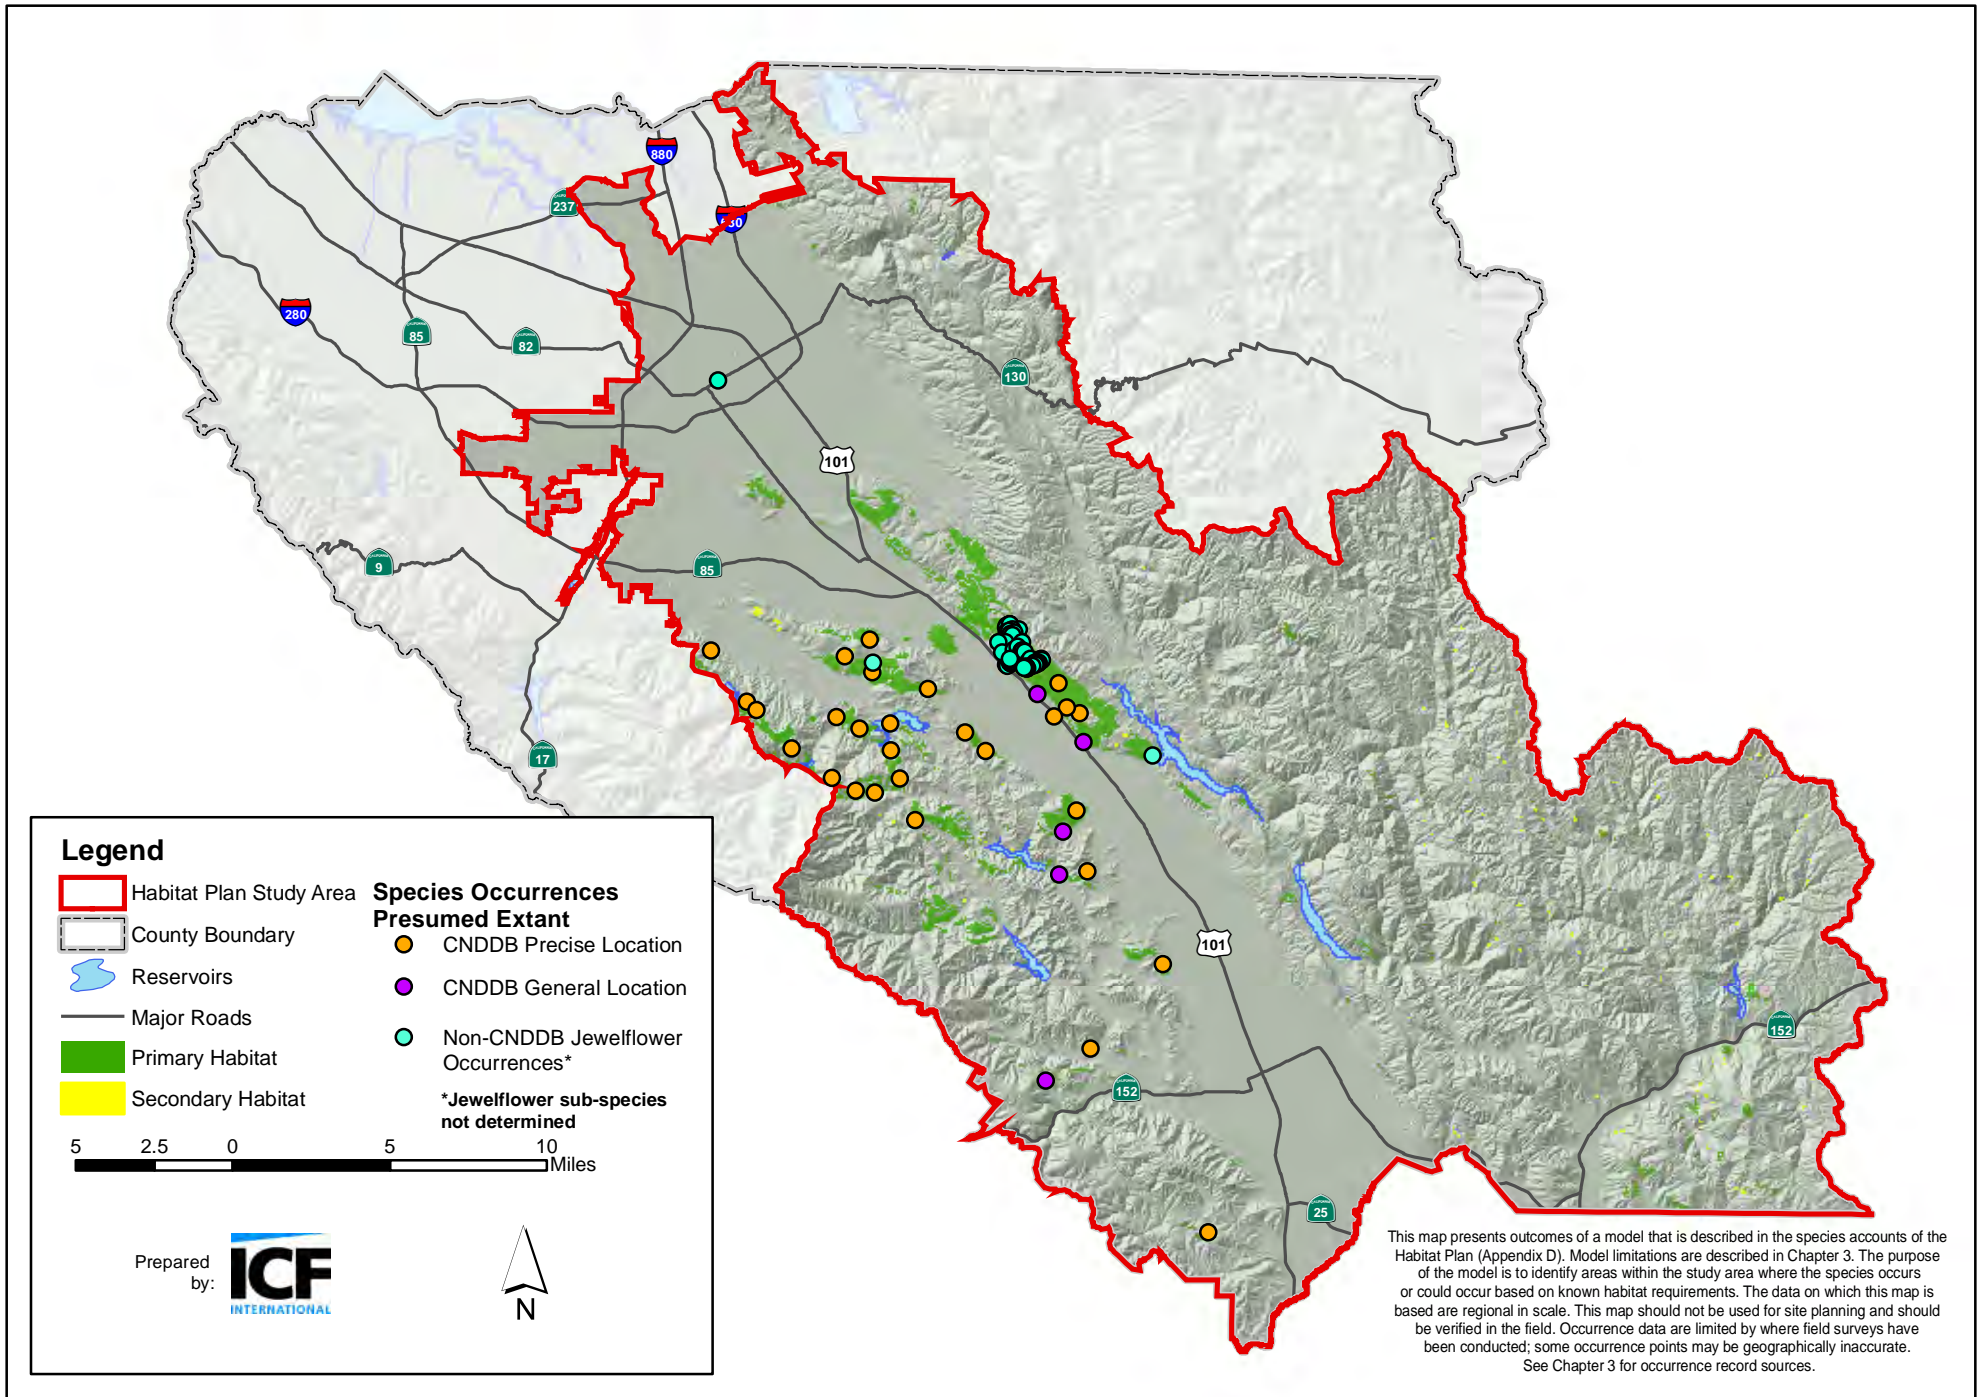 880
237
680
280
85
82
130
101
9
85
17
101
152
152
25
Legend
Habitat Plan Study Area
County Boundary
Reservoirs
Major Roads
Primary Habitat
Secondary Habitat
Species Occurrences
Presumed Extant
CNDDB Precise Location
CNDDB General Location
Non-CNDDB Jewelflower
Occurrences*
*Jewelflower sub-species
not determined
5 2.5 0 5 10
Miles
Prepared
by:
ICF
INTERNATIONAL
N
This map presents outcomes of a model that is described in the species accounts of the
Habitat Plan (Appendix D). Model limitations are described in Chapter 3. The purpose
of the model is to identify areas within the study area where the species occurs
or could occur based on known habitat requirements. The data on which this map is
based are regional in scale. This map should not be used for site planning and should
be verified in the field. Occurrence data are limited by where field surveys have
been conducted; some occurrence points may be geographically inaccurate.
See Chapter 3 for occurrence record sources.